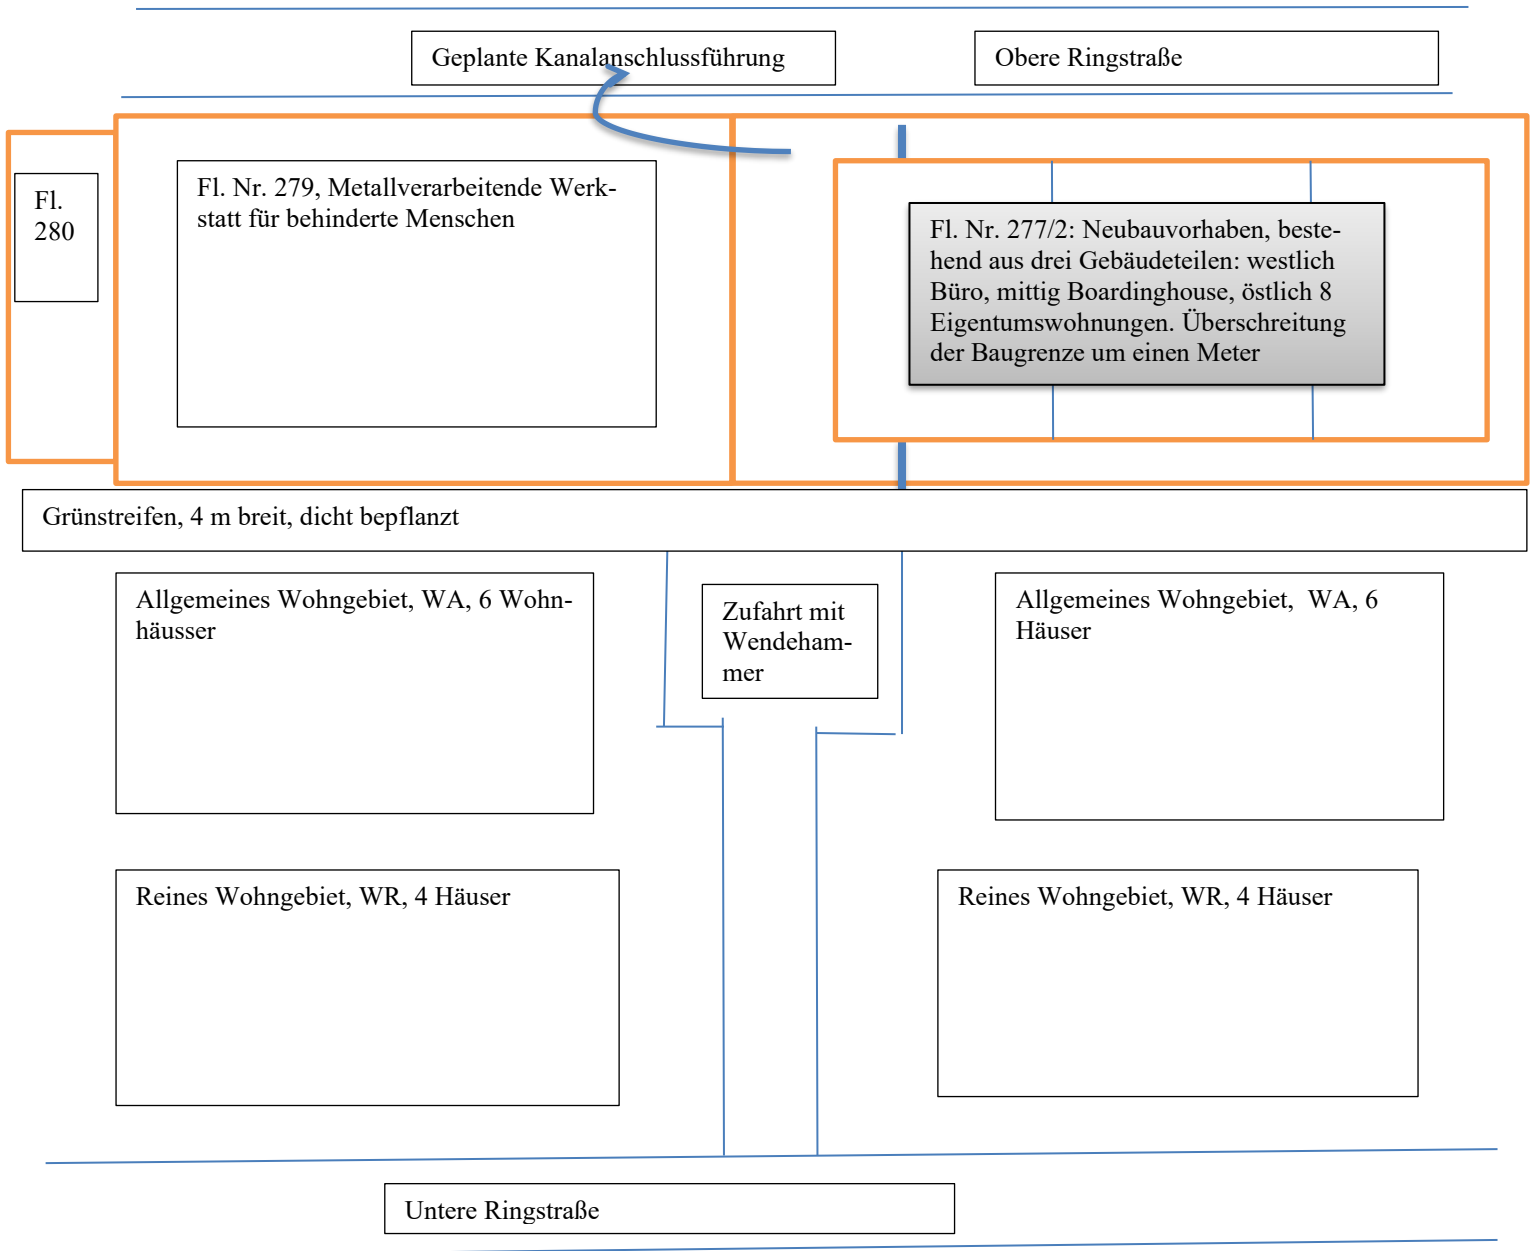 Geplante Kanalanschlussführung
Obere Ringstraße
Fl.
280
Fl. Nr. 279, Metallverarbeitende Werk-
statt für behinderte Menschen
Fl. Nr. 277/2: Neubauvorhaben, beste-
hend aus drei Gebäudeteilen: westlich
Büro, mittig Boardinghouse, östlich 8
Eigentumswohnungen. Überschreitung
der Baugrenze um einen Meter
Grünstreifen, 4 m breit, dicht bepflanzt
Allgemeines Wohngebiet, WA, 6 Wohn-
häusser
Zufahrt mit
Wendeham-
mer
Allgemeines Wohngebiet, WA, 6
Häuser
Reines Wohngebiet, WR, 4 Häuser
Reines Wohngebiet, WR, 4 Häuser
Untere Ringstraße